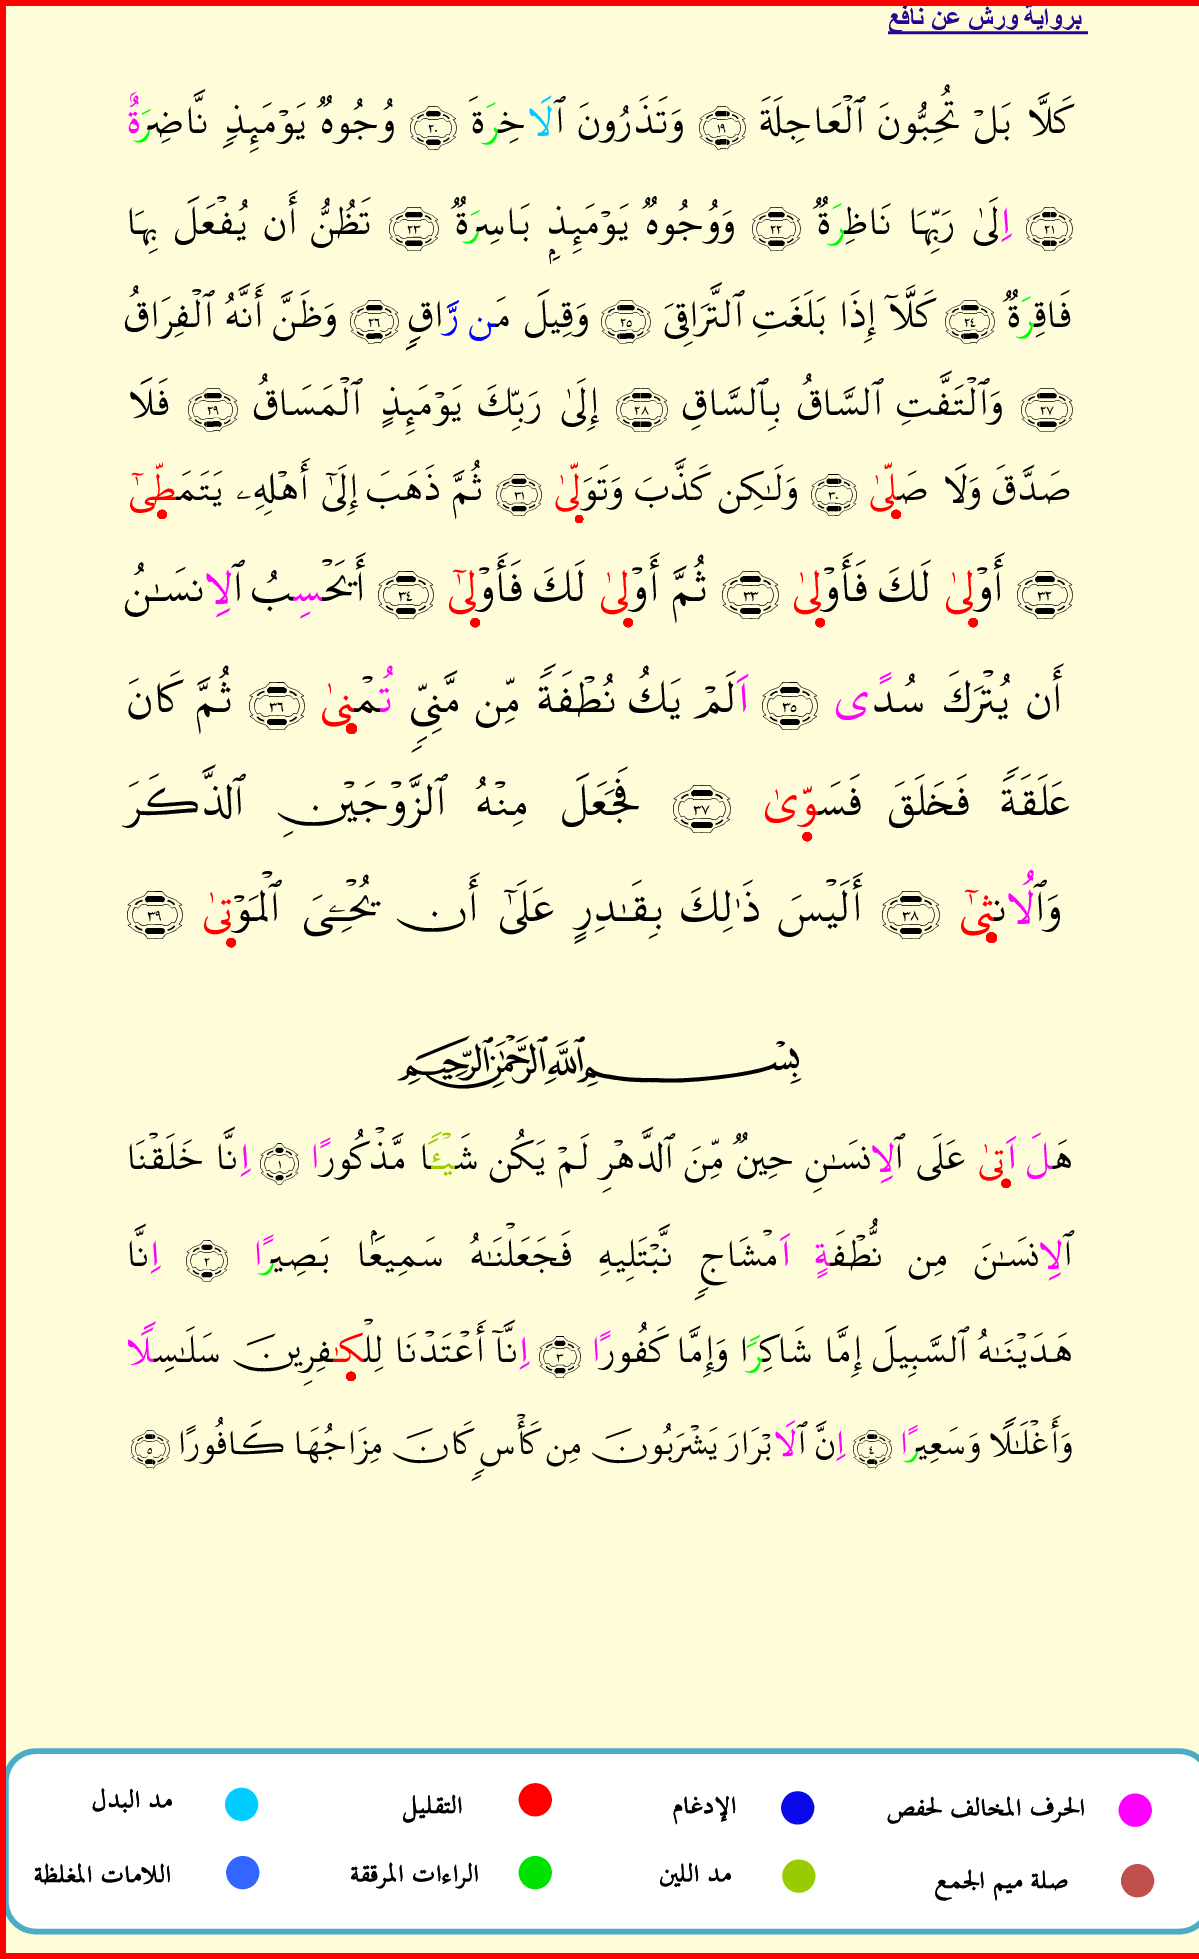 برواية ورش عن نافع
كَلَّا بَلْ تُحِبُّونَ ٱلْعَاجِلَةَ ١٩ وَتَذَرُونَ ٱلَاخِرَةَ ٢٠ وُجُوهٌ يَوْمَئِذٍ نَّاضِرَةٌ
٢١ اِلَىٰ رَبِّهَا نَاظِرَةٌ ٢٢ وَوُجُوهٌ يَوْمَئِذِۢ بَاسِرَةٌ ٢٣ تَظُنُّ أَن يُفْعَلَ بِهَا
فَاقِرَةٌ ٢٤ كَلَّآ إِذَا بَلَغَتِ ٱلتَّرَاقِىَ ٢٥ وَقِيلَ مَن رَّاقٍ ٢٦ وَظَنَّ أَنَّهُ ٱلْفِرَاقُ
٢٧ وَٱلْتَفَّتِ ٱلسَّاقُ بِٱلسَّاقِ ٢٨ إِلَىٰ رَبِّكَ يَوْمَئِذٍ ٱلْمَسَاقُ ٢٩ فَلَا
صَدَّقَ وَلَا صَلّٜىٰ ٣٠ وَلَـٰكِن كَذَّبَ وَتَوَلّٜىٰ ٣١ ثُمَّ ذَهَبَ إِلَىٰٓ أَهْلِهِۦ يَتَمَطّٜىٰٓ
٣٢ أَوْلٜىٰ لَكَ فَأَوْلٜىٰ ٣٣ ثُمَّ أَوْلٜىٰ لَكَ فَأَوْلٜىٰٓ ٣٤ أَيَحْسِبُ ٱلِانسَـٰنُ
أَن يُتْرَكَ سُدًى ٣٥ اَلَمْ يَكُ نُطْفَةً مِّن مَّنِىٍّ تُمْنٜىٰ ٣٦ ثُمَّ كَانَ
عَلَقَةً فَخَلَقَ فَسَوّٜىٰ ٣٧ فَجَعَلَ مِنْهُ ٱلزَّوْجَيْنِ ٱلذَّكَرَ
وَٱلُانثٜىٰٓ ٣٨ أَلَيْسَ ذَٰلِكَ بِقَـٰدِرٍ عَلَىٰٓ أَن يُحْـِۧىَ ٱلْمَوْتٜىٰ ٣٩
بِسْمِ ٱللَّهِ ٱلرَّحْمَـٰنِ ٱلرَّحِيمِ
هَلَ اَتٜىٰ عَلَى ٱلِانسَـٰنِ حِينٌ مِّنَ ٱلدَّهْرِ لَمْ يَكُن شَيْـًٔا مَّذْكُورًا ١ اِنَّا خَلَقْنَا
ٱلِانسَـٰنَ مِن نُّطْفَةٍ اَمْشَاجٍ نَّبْتَلِيهِ فَجَعَلْنَـٰهُ سَمِيعَۢا بَصِيرًا ٢ اِنَّا
هَدَيْنَـٰهُ ٱلسَّبِيلَ إِمَّا شَاكِرًا وَإِمَّا كَفُورًا ٣ اِنَّآ أَعْتَدْنَا لِلْكٜـٰفِرِينَ سَلَـٰسِلًا
وَأَغْلَـٰلًا وَسَعِيرًا ٤ اِنَّ ٱلَابْرَارَ يَشْرَبُونَ مِن كَأْسٍ كَانَ مِزَاجُهَا كَافُورًا ٥
الحرف المخالف لحفص الإدغام التقليل مد البدل
صلة ميم الجمع مد اللين الراءات المرققة اللامات المغلظة